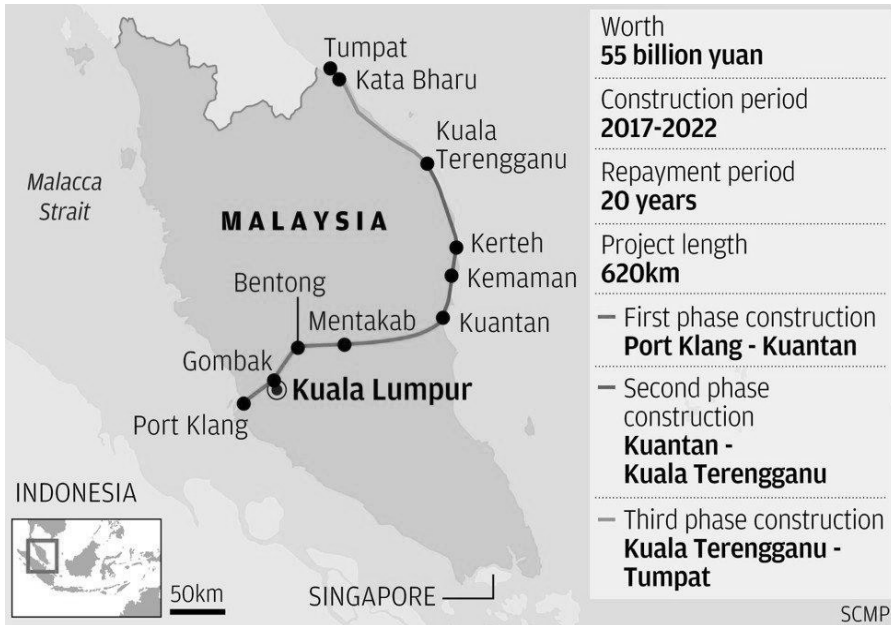 Tumpat
Kata Bharu
Kuala
Terengganu
Malacca
Strait
MALAYSIA
Kerteh
Kemaman
Bentong
Mentakab
Kuantan
Gombak
Kuala Lumpur
Port Klang
INDONESIA
50km
SINGAPORE
Worth
55 billion yuan
Construction period
2017-2022
Repayment period
20 years
Project length
620km
First phase construction
Port Klang - Kuantan
Second phase
construction
Kuantan -
Kuala Terengganu
Third phase construction
Kuala Terengganu -
Tumpat
SCMP